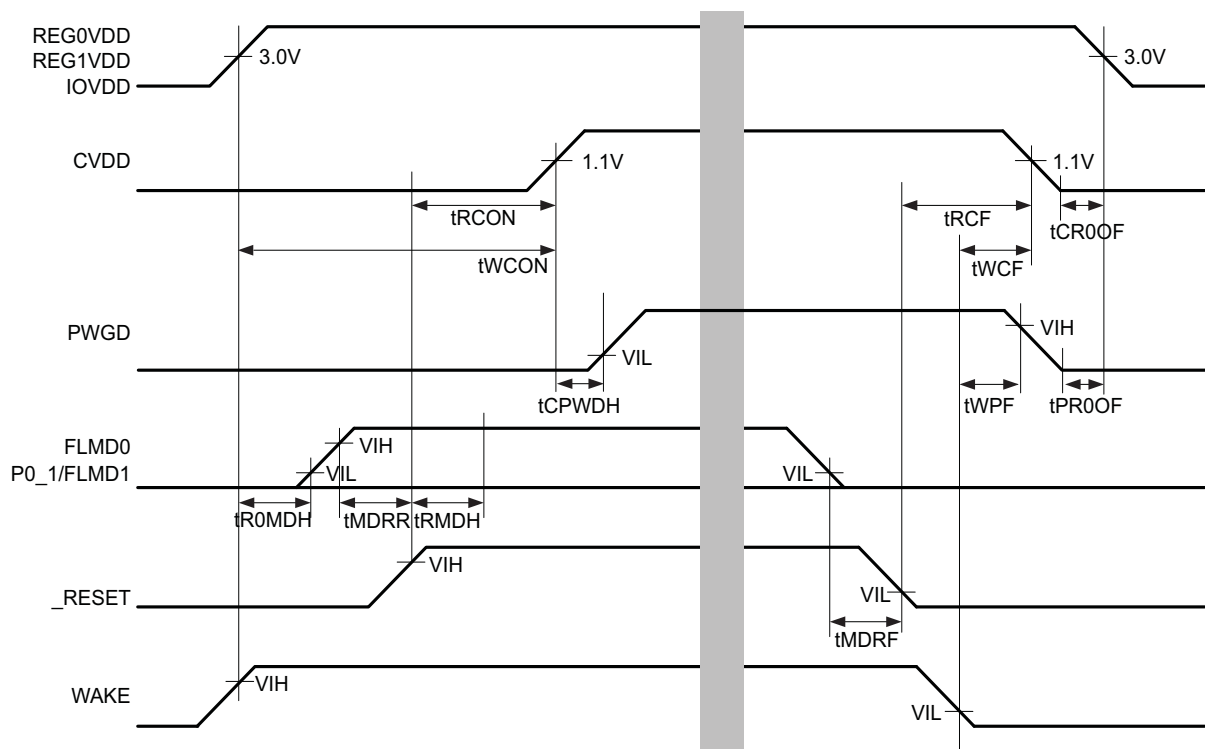 REG0VDD
REG1VDD
IOVDD
3.0V
3.0V
CVDD
1.1V
1.1V
tRCON
tRCF
tCR0OF
tWCON
tWCF
PWGD
VIL
VIH
tCPWDH
tWPF
tPR0OF
FLMD0
P0_1/FLMD1
VIH
VIL
VIL
tR0MDH
tMDRR
tRMDH
_RESET
VIH
VIL
tMDRF
WAKE
VIH
VIL